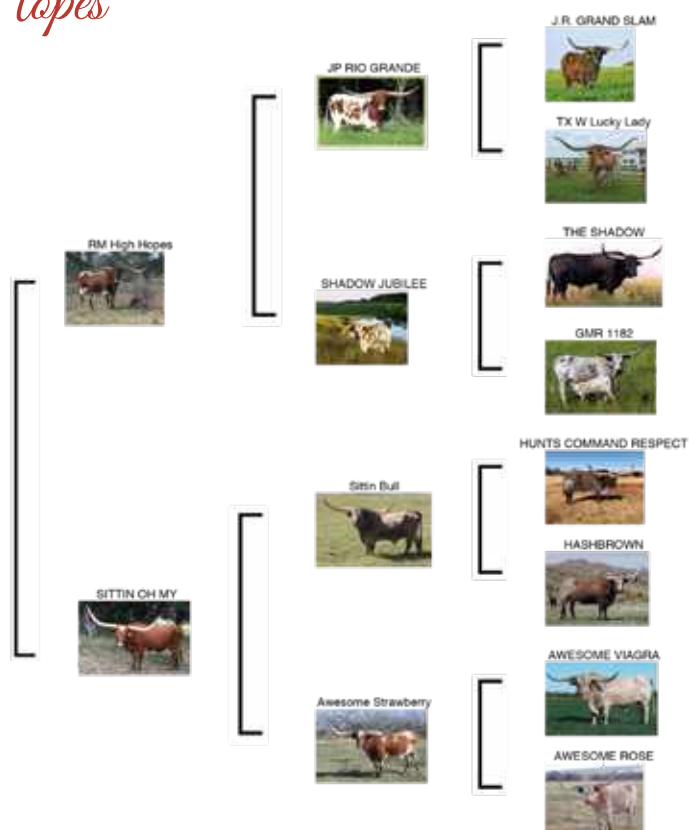 J.R. GRAND SLAM
JP RIO GRANDE
TX W Lucky Lady
RM High Hopes
THE SHADOW
SHADOW JUBILEE
GMR 1182
HUNTS COMMAND RESPECT
Sittin Bull
HASHBROWN
SITTIN OH MY
AWESOME VIAGRA
Awesome Strawberry
AWESOME ROSE